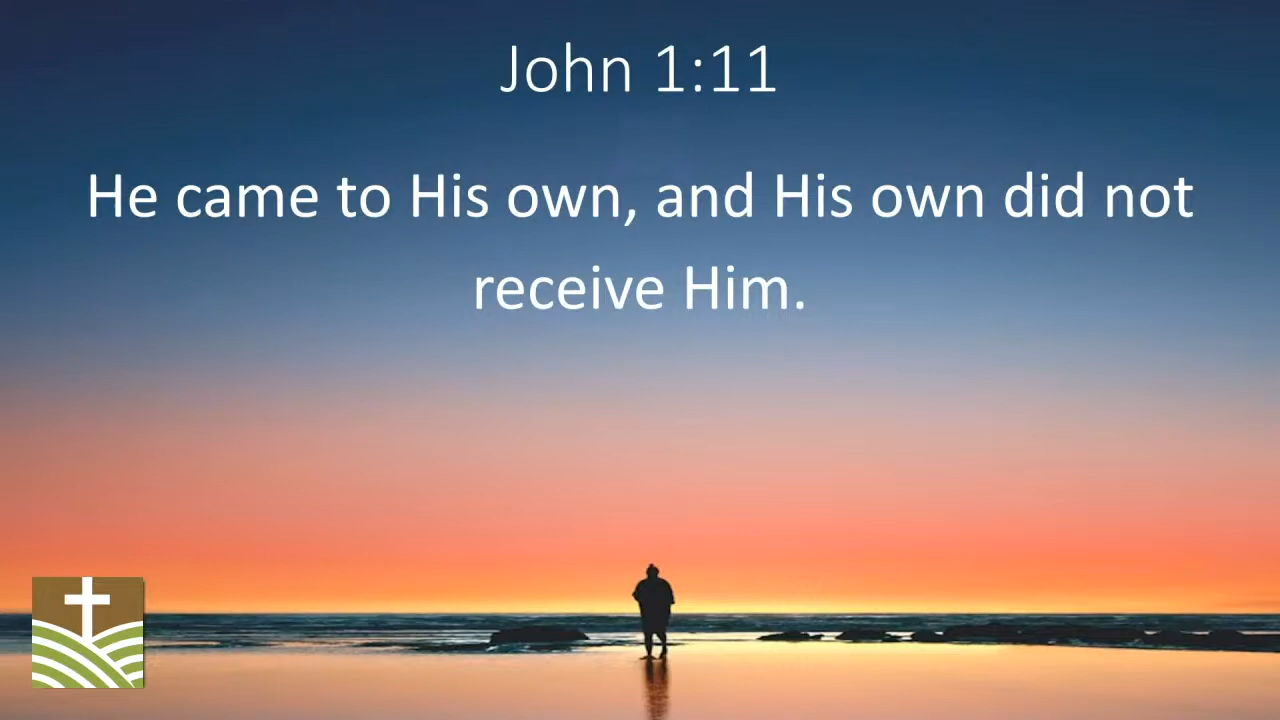 John 1:11
He came to His own, and His own did not
receive Him.